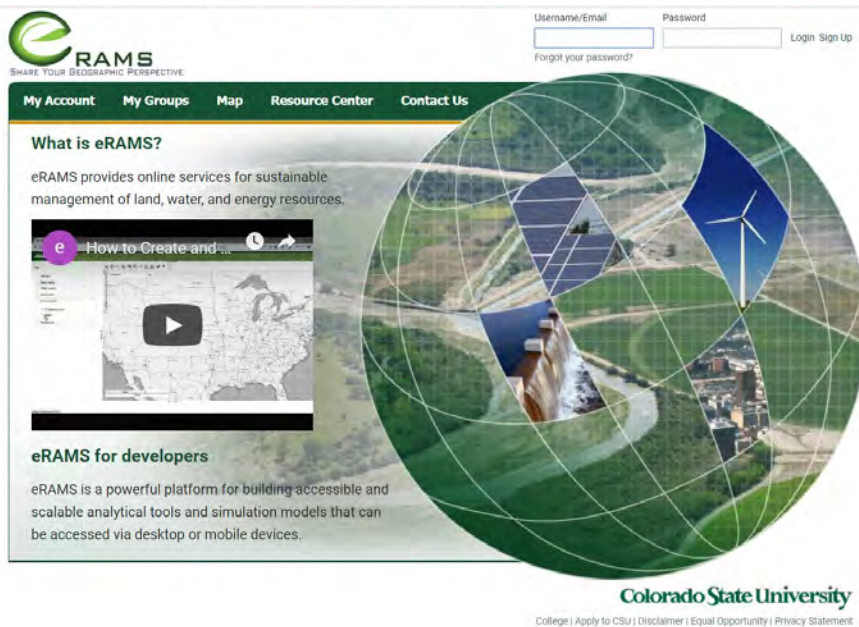 eRAMS
SHARE YOUR GEOGRAPHIC PERSPECTIVE
Username/Email Password
Login Sign Up
Forgot your password?
My Account My Groups Map Resource Center Contact Us
What is eRAMS?
eRAMS provides online services for sustainable
management of land, water, and energy resources.
e How to Create and ...
eRAMS for developers
eRAMS is a powerful platform for building accessible and
scalable analytical tools and simulation models that can
be accessed via desktop or mobile devices.
Colorado State University
College | Apply to CSU | Disclaimer | Equal Opportunity | Privacy Statement